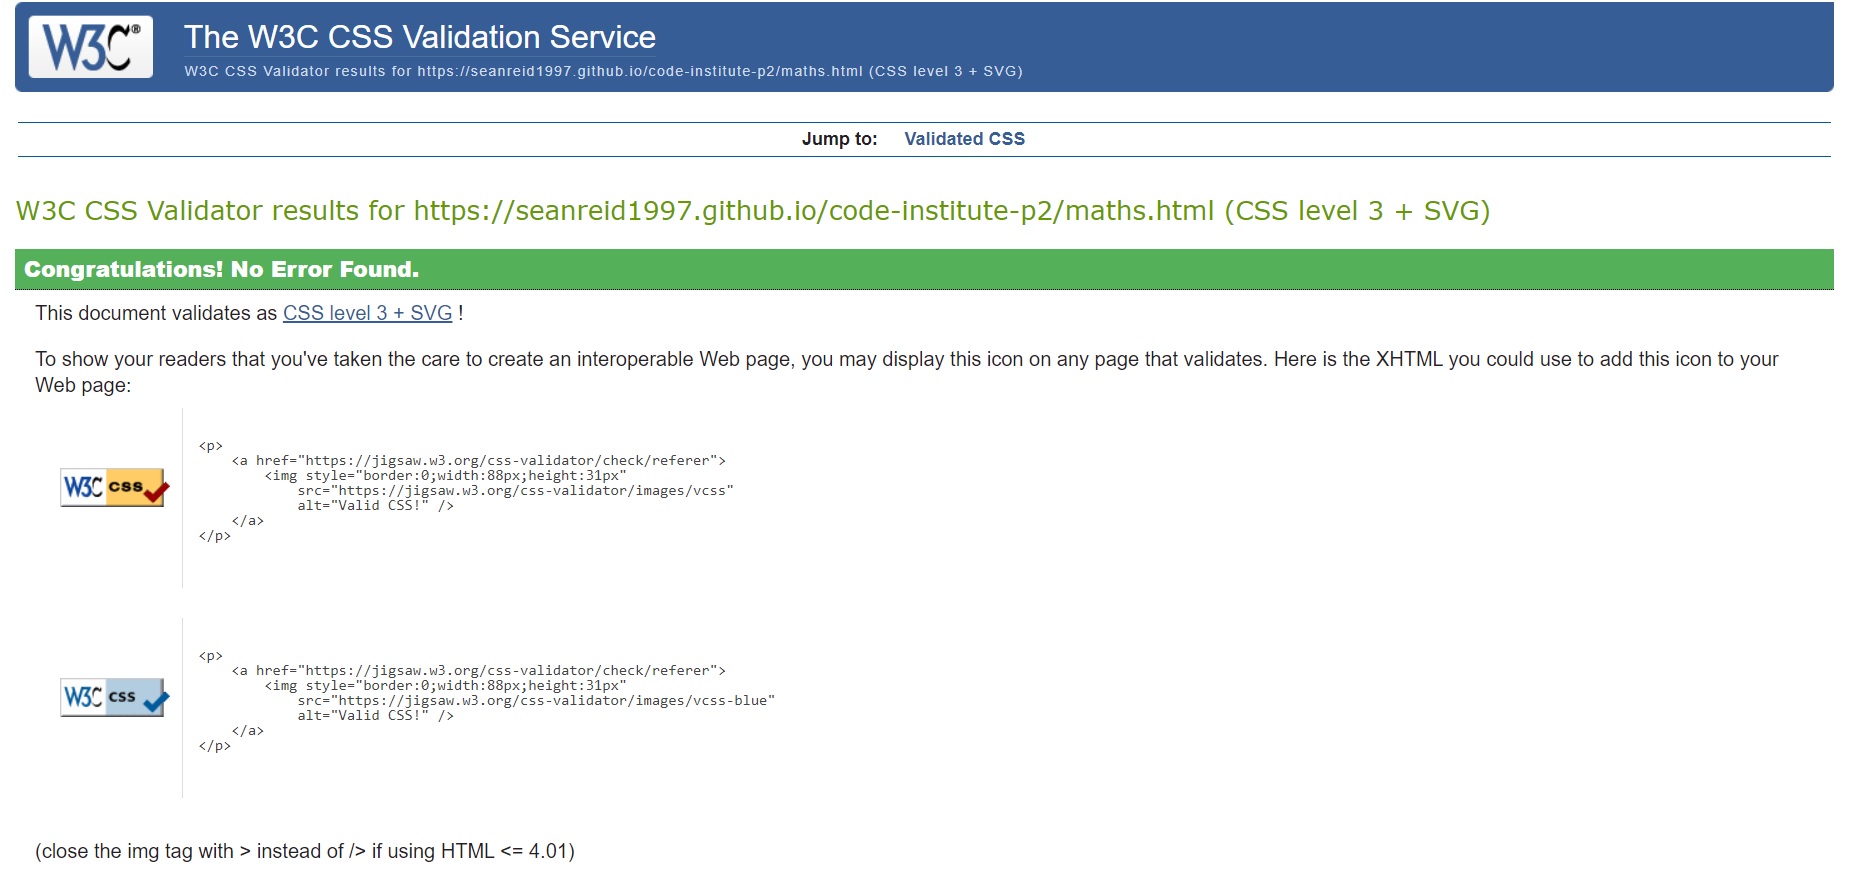 W3C®
The W3C CSS Validation Service
W3C CSS Validator results for https://seanreid1997.github.io/code-institute-p2/maths.html (CSS level 3 + SVG)
Jump to: Validated CSS
W3C CSS Validator results for https://seanreid1997.github.io/code-institute-p2/maths.html (CSS level 3 + SVG)
Congratulations! No Error Found.
This document validates as CSS level 3 + SVG !
To show your readers that you've taken the care to create an interoperable Web page, you may display this icon on any page that validates. Here is the XHTML you could use to add this icon to your
Web page:
W3C css
<p>
    <a href="https://jigsaw.w3.org/css-validator/check/referer">
        <img style="border:0;width:88px;height:31px"
            src="https://jigsaw.w3.org/css-validator/images/vcss"
            alt="Valid CSS!" />
    </a>
</p>
W3C css
<p>
    <a href="https://jigsaw.w3.org/css-validator/check/referer">
        <img style="border:0;width:88px;height:31px"
            src="https://jigsaw.w3.org/css-validator/images/vcss-blue"
            alt="Valid CSS!" />
    </a>
</p>
(close the img tag with > instead of /> if using HTML <= 4.01)